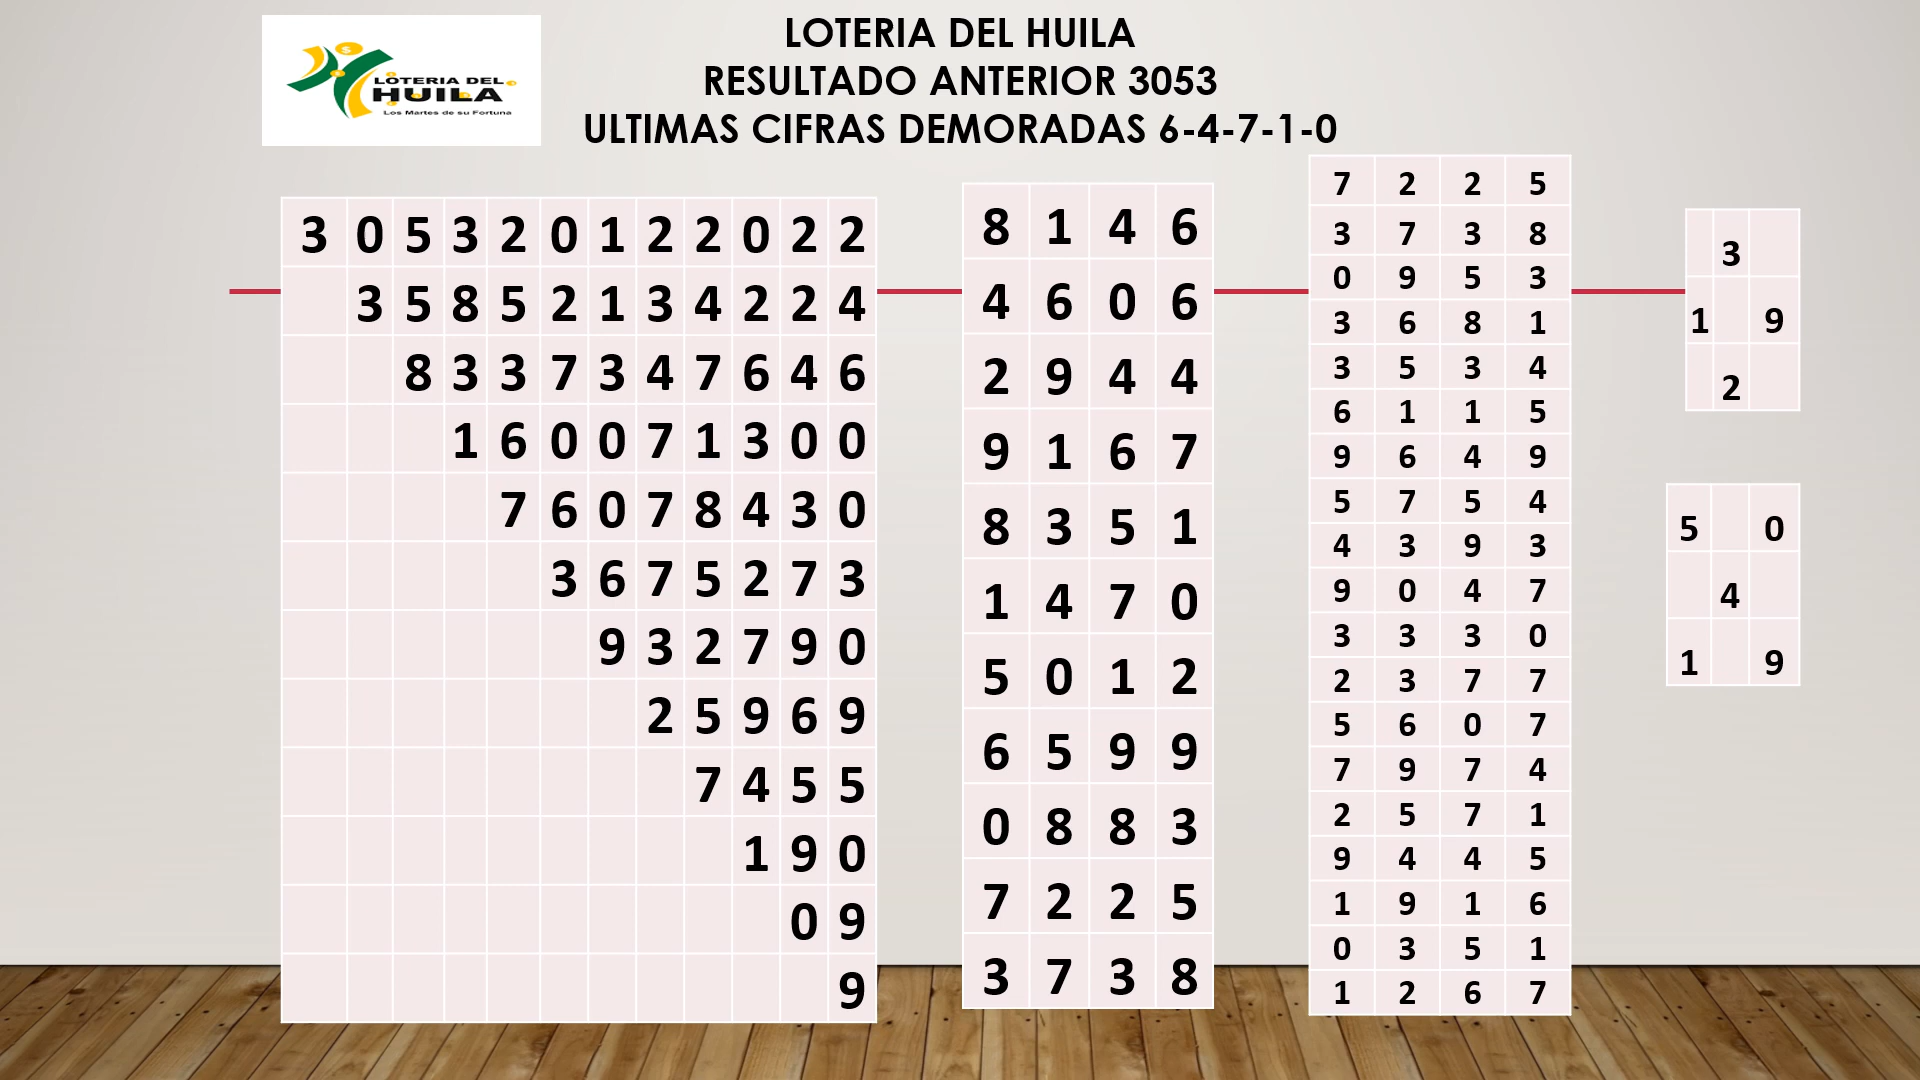 LOTERIA DEL HUILA
RESULTADO ANTERIOR 3053
ULTIMAS CIFRAS DEMORADAS 6-4-7-1-0
LOTERIA DEL
HUILA
Los Martes de su Fortuna
3 0 5 3 2 0 1 2 2 0 2 2
3 5 8 5 2 1 3 4 2 2 4
8 3 3 7 3 4 7 6 4 6
1 6 0 0 7 1 3 0 0
7 6 0 7 8 4 3 0
3 6 7 5 2 7 3
9 3 2 7 9 0
2 5 9 6 9
7 4 5 5
1 9 0
0 9
9
8 1 4 6
4 6 0 6
2 9 4 4
9 1 6 7
8 3 5 1
1 4 7 0
5 0 1 2
6 5 9 9
0 8 8 3
7 2 2 5
3 7 3 8
7 2 2 5
3 7 3 8
0 9 5 3
3 6 8 1
3 5 3 4
6 1 1 5
9 6 4 9
5 7 5 4
4 3 9 3
9 0 4 7
3 3 3 0
2 3 7 7
5 6 0 7
7 9 7 4
2 5 7 1
9 4 4 5
1 9 1 6
0 3 5 1
1 2 6 7
3
1 9
2
5 0
4
1 9